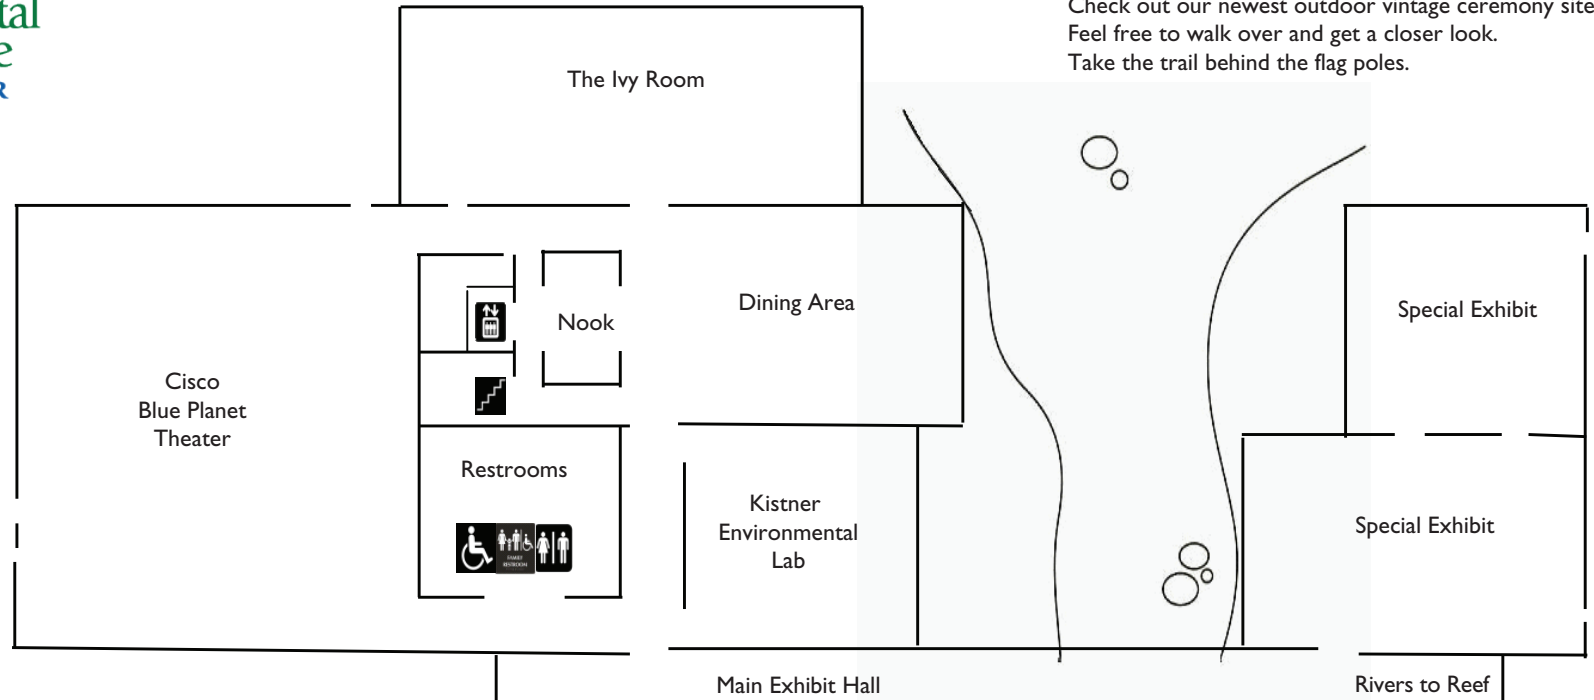 Check out our newest outdoor vintage ceremony site
Feel free to walk over and get a closer look.
Take the trail behind the flag poles.
The Ivy Room
Nook
Dining Area
Special Exhibit
Cisco
Blue Planet
Theater
Restrooms
FAMILY
RESTROOM
Kistner
Environmental
Lab
Special Exhibit
Main Exhibit Hall
Rivers to Reef